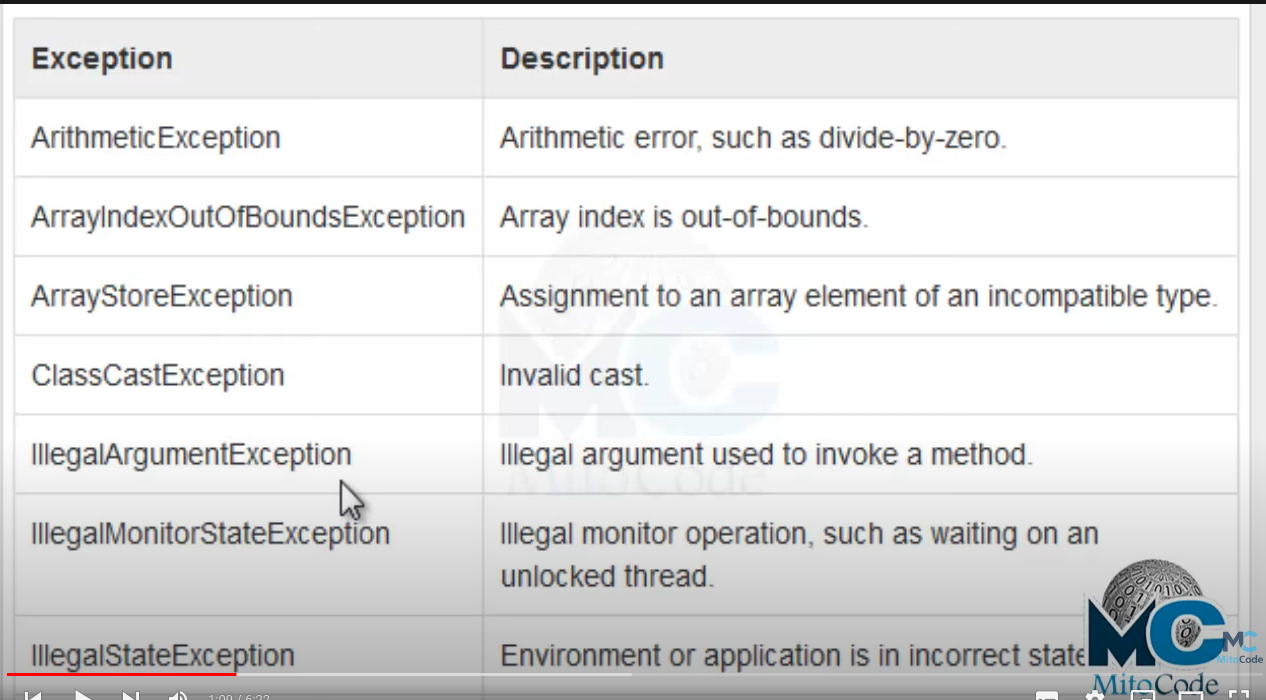 Exception Description
ArithmeticException Arithmetic error, such as divide-by-zero.
ArrayIndexOutOfBoundsException Array index is out-of-bounds.
ArrayStoreException Assignment to an array element of an incompatible type.
ClassCastException Invalid cast.
IllegalArgumentException Illegal argument used to invoke a method.
IllegalMonitorStateException Illegal monitor operation, such as waiting on an
unlocked thread.
IllegalStateException Environment or application is in incorrect state
MC
MitoCode
MC
MitoCode
MC
MitoCode
1:09 / 6:22